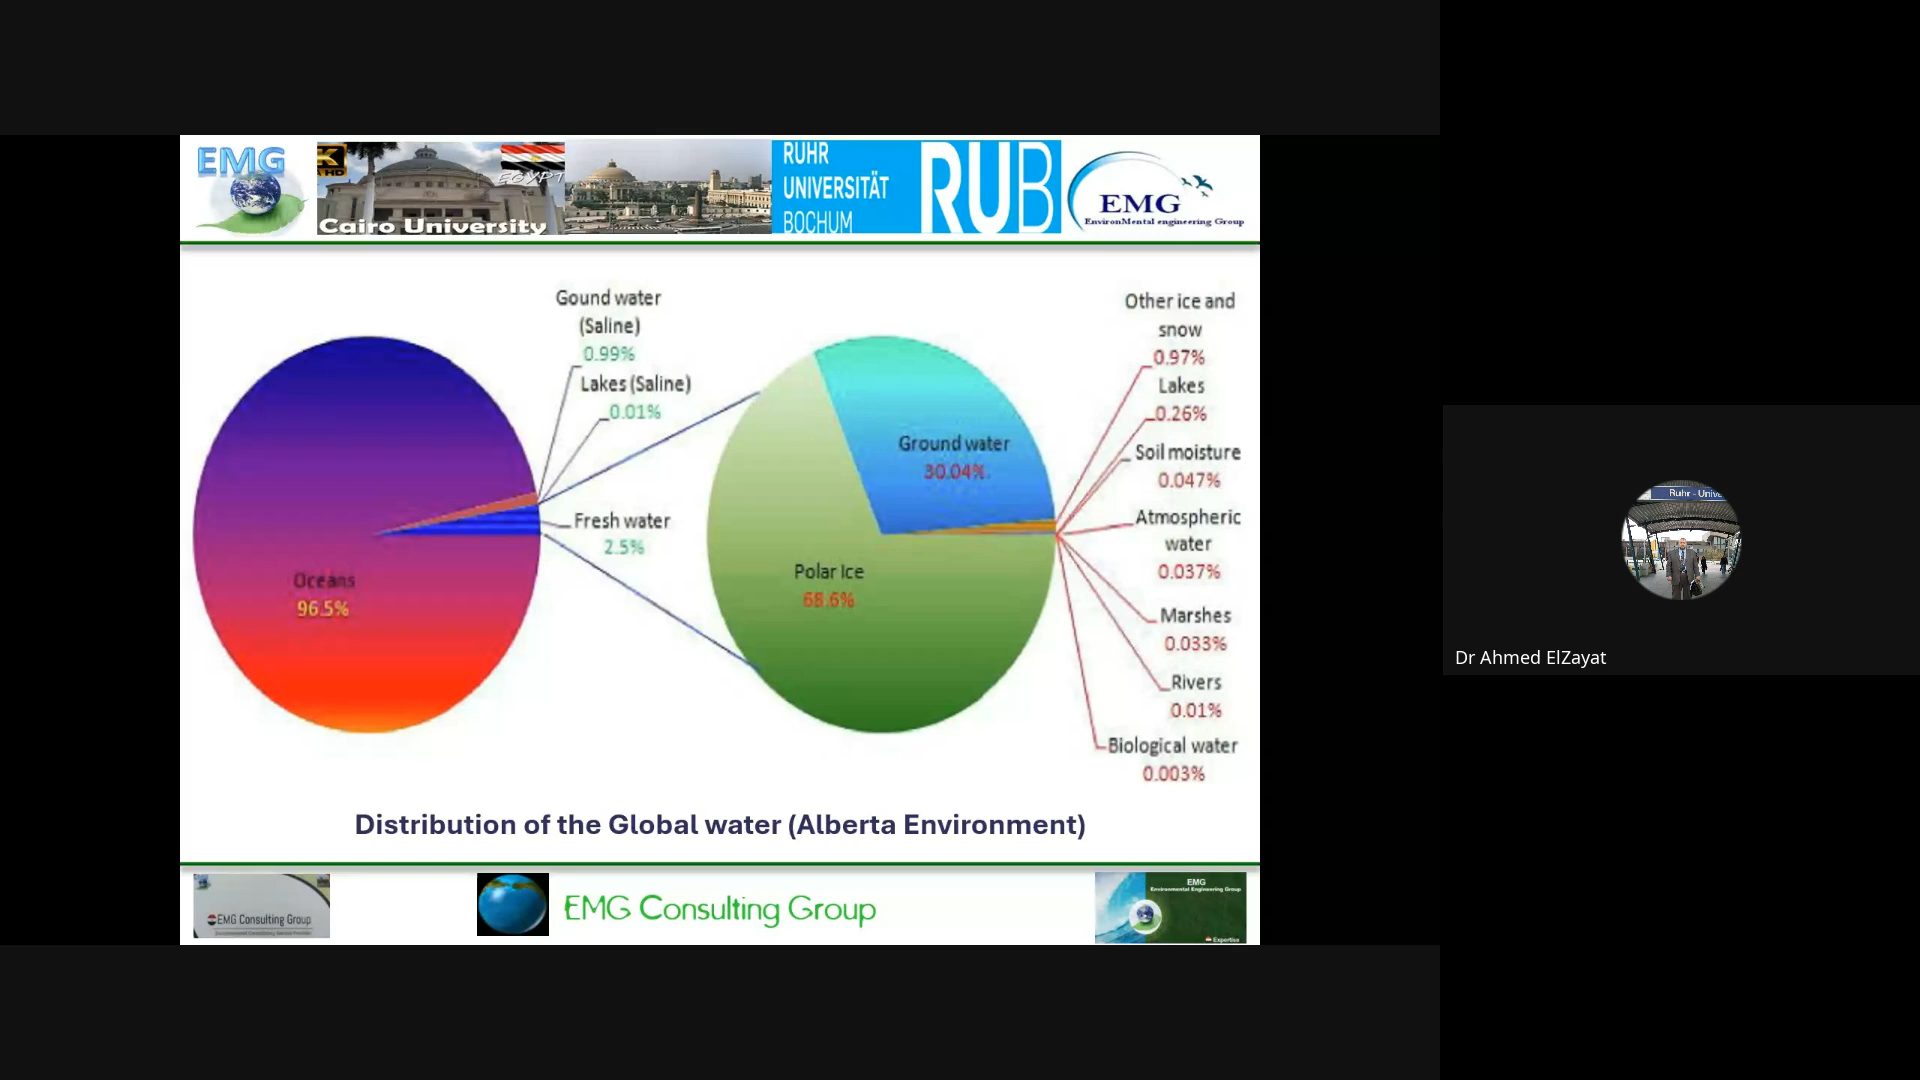 EMG
K
HD
EGYPT
Cairo University
RUHR
UNIVERSITÄT
BOCHUM
RUB
EMG
EnvironMental engineering Group
Gound water
(Saline)
0.99%
Lakes (Saline)
0.01%
Fresh water
2.5%
Oceans
96.5%
Ground water
30.04%
Polar Ice
68.6%
Other ice and
snow
0.97%
Lakes
0.26%
Soil moisture
0.047%
Atmospheric
water
0.037%
Marshes
0.033%
Rivers
0.01%
Biological water
0.003%
Distribution of the Global water (Alberta Environment)
EMG Consulting Group
EMG Consulting Group
EMG
Environmental Engineering Group
Expertise
Ruhr - Unive
Dr Ahmed ElZayat